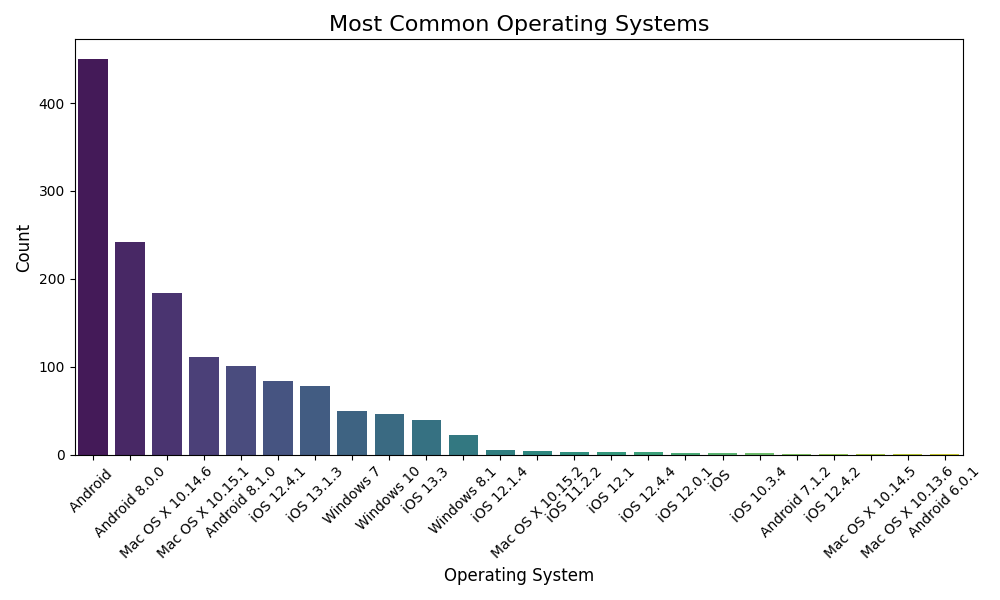 Most Common Operating Systems
Count
400
300
200
100
0
Android
Android 8.0.0
Mac OS X 10.14.6
Mac OS X 10.15.1
Android 8.1.0
iOS 12.4.1
iOS 13.1.3
Windows 7
Windows 10
iOS 13.3
Windows 8.1
iOS 12.1.4
Mac OS X 10.15.2
iOS 11.2.2
iOS 12.1
iOS 12.4.4
iOS 12.0.1
iOS
iOS 10.3.4
Android 7.1.2
iOS 12.4.2
Mac OS X 10.14.5
Mac OS X 10.13.6
Android 6.0.1
Operating System